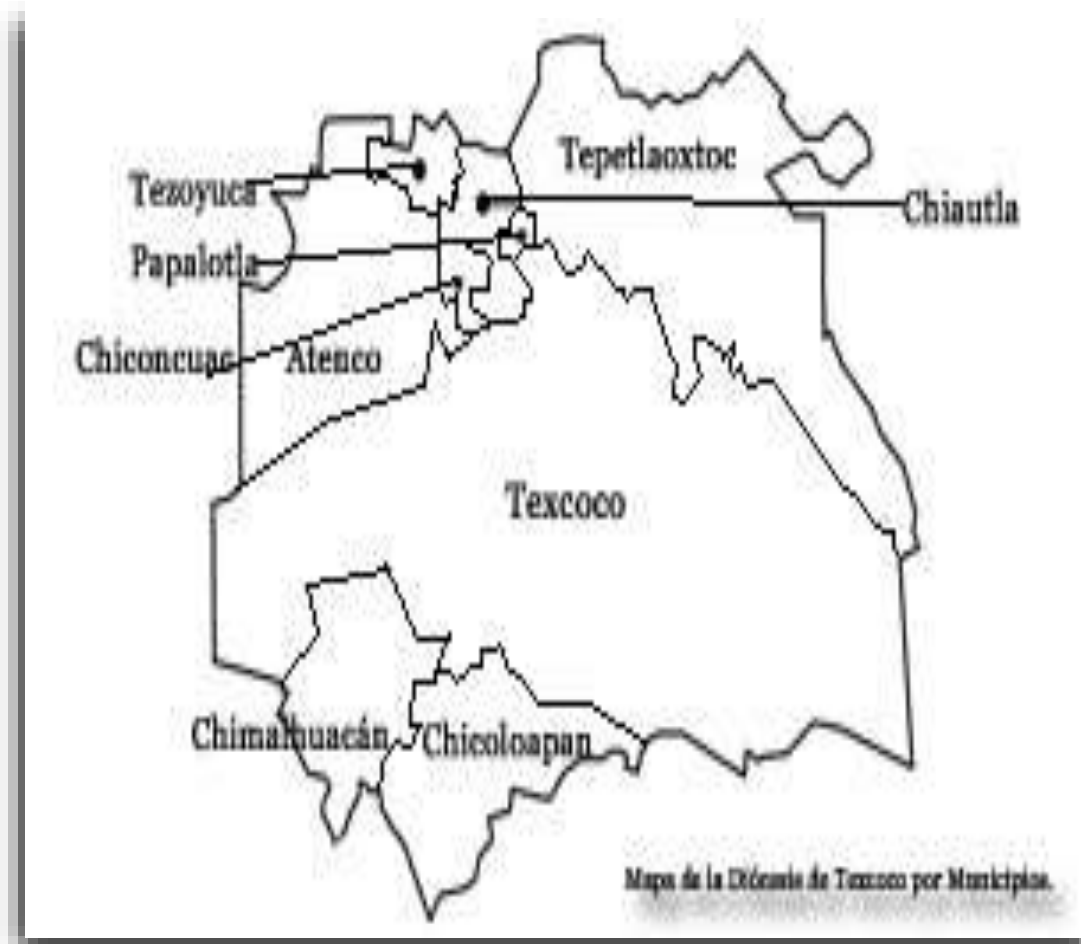 Tepetlaoxtoc
Tezoyuca
Chiautla
Papalotla
Chiconcuac
Atenco
Texcoco
Chimalhuacán
Chicoloapan
Mapa de la Diócesis de Texcoco por Municipios.